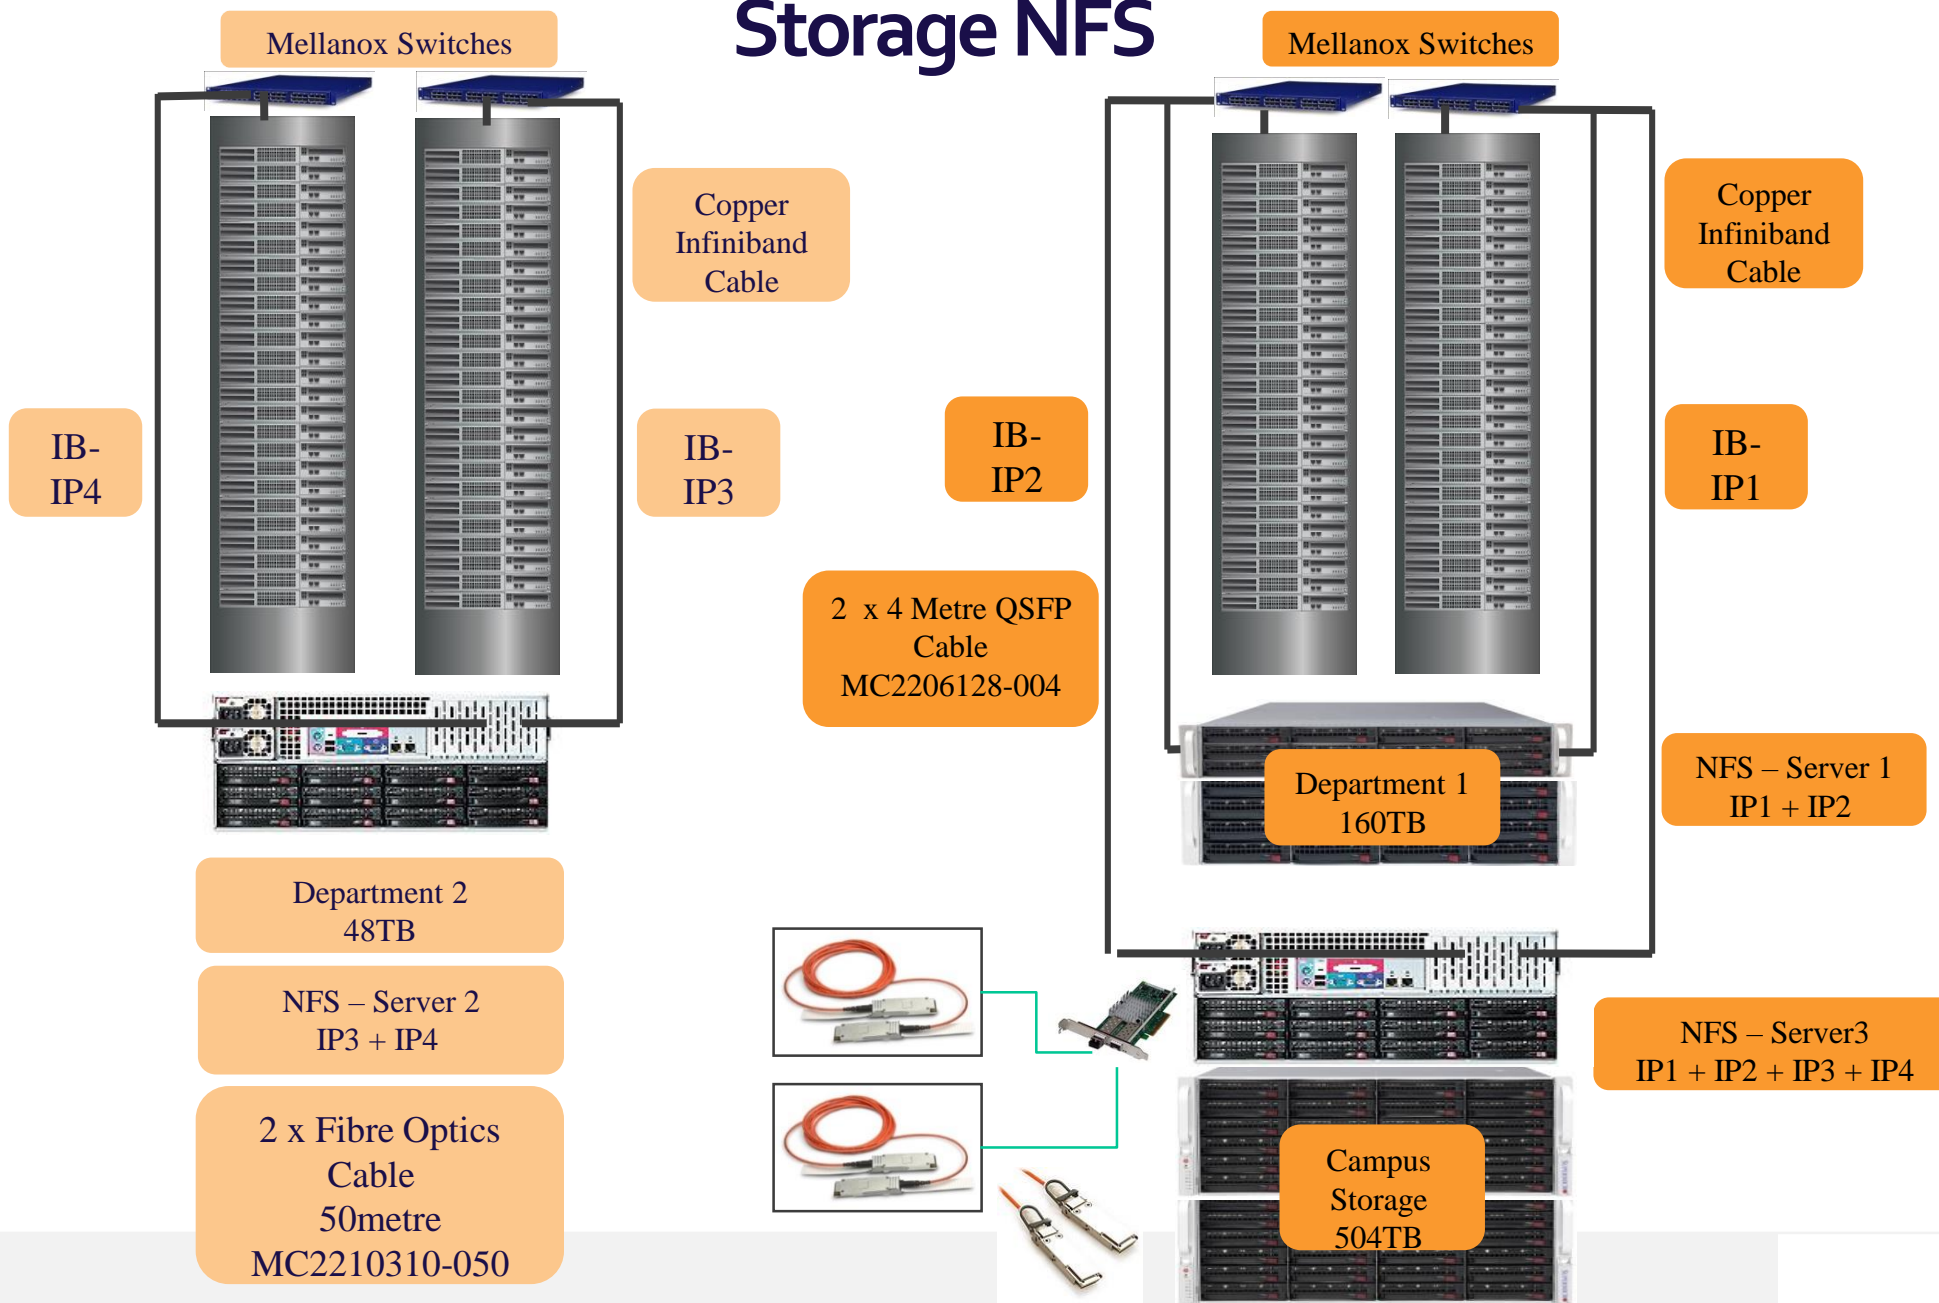 Storage NFS
Mellanox Switches
Mellanox Switches
Copper
Infiniband
Cable
Copper
Infiniband
Cable
IB-
IP4
IB-
IP3
IB-
IP2
IB-
IP1
2 x 4 Metre QSFP
Cable
MC2206128-004
Department 1
160TB
NFS – Server 1
IP1 + IP2
Department 2
48TB
NFS – Server 2
IP3 + IP4
2 x Fibre Optics
Cable
50metre
MC2210310-050
NFS – Server3
IP1 + IP2 + IP3 + IP4
Campus
Storage
504TB